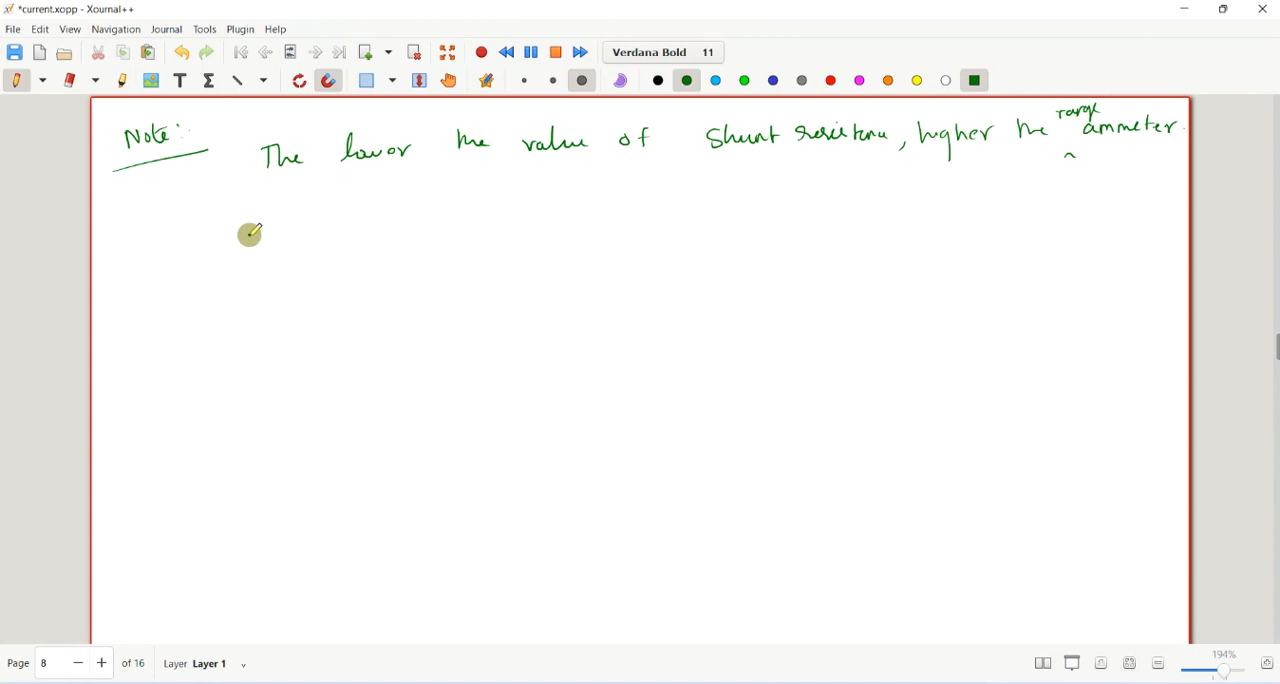 *current.xopp - Xournal++
File Edit View Navigation Journal Tools Plugin Help
Verdana Bold 11
Note:
range
The lower the value of Shunt resistance, higher the ammeter.
Page 8 of 16 Layer Layer 1
194%